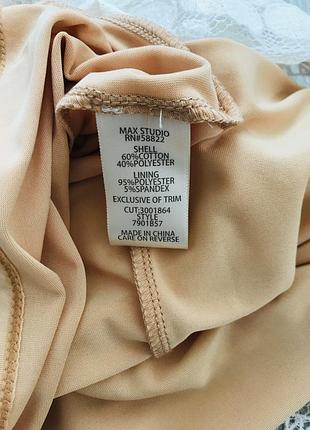 MAX STUDIO
RN#58822
SHELL
60%COTTON
40%POLYESTER
LINING
95%POLYESTER
5%SPANDEX
EXCLUSIVE OF TRIM
CUT:3001864
STYLE
7901B57
MADE IN CHINA
CARE ON REVERSE